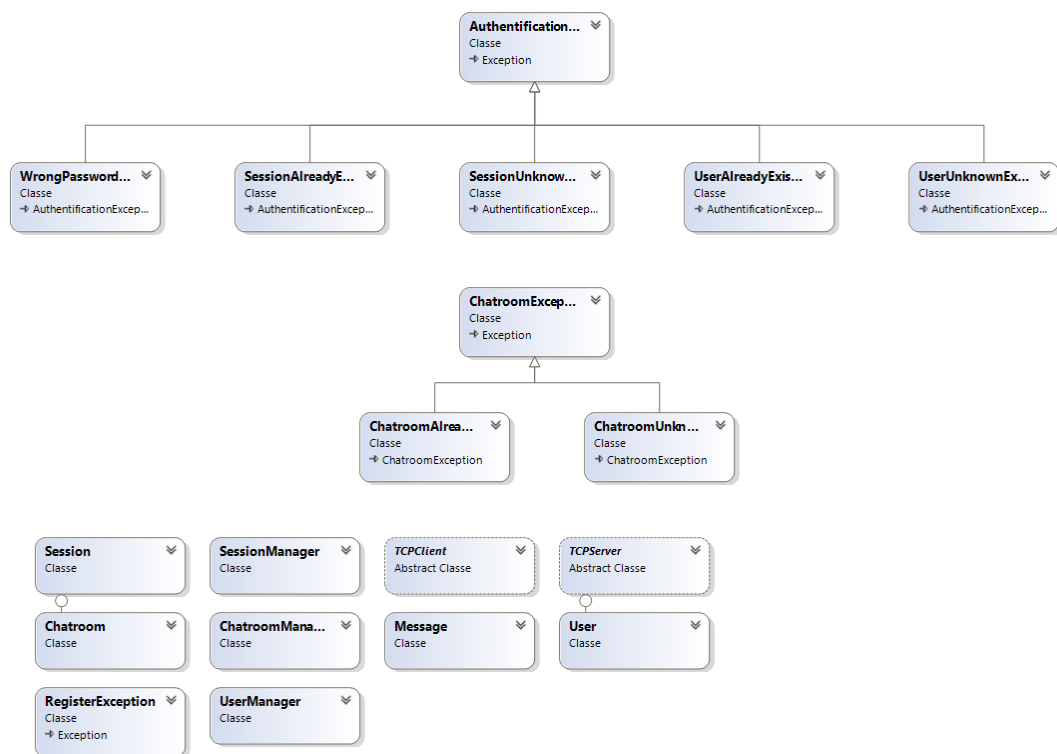 Authentification...
Classe
Exception
WrongPassword...
Classe
AuthentificationExcep...
SessionAlreadyE...
Classe
AuthentificationExcep...
SessionUnknow...
Classe
AuthentificationExcep...
UserAlreadyExis...
Classe
AuthentificationExcep...
UserUnknownEx...
Classe
AuthentificationExcep...
ChatroomExcep...
Classe
Exception
ChatroomAlrea...
Classe
ChatroomException
ChatroomUnkn...
Classe
ChatroomException
Session
Classe
SessionManager
Classe
TCPClient
Abstract Classe
TCPServer
Abstract Classe
Chatroom
Classe
ChatroomMana...
Classe
Message
Classe
User
Classe
RegisterException
Classe
Exception
UserManager
Classe